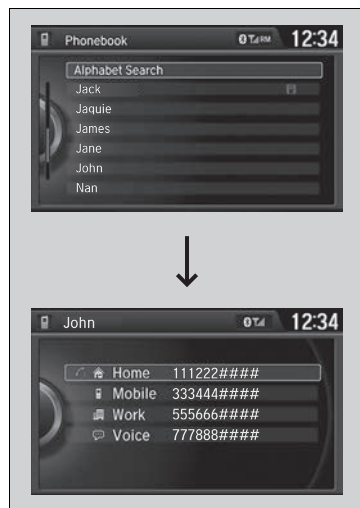 Phonebook 12:34
Alphabet Search
Jack
Jaquie
James
Jane
John
Nan
John 12:34
Home 111222####
Mobile 333444####
Work 555666####
Voice 777888####